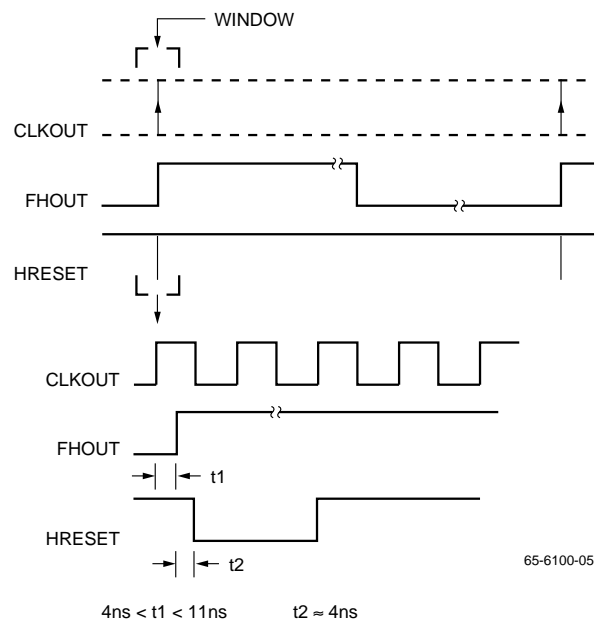 WINDOW
CLKOUT
FHOUT
HRESET
CLKOUT
FHOUT
t1
HRESET
t2
65-6100-05
4ns < t1 < 11ns t2 ≈ 4ns